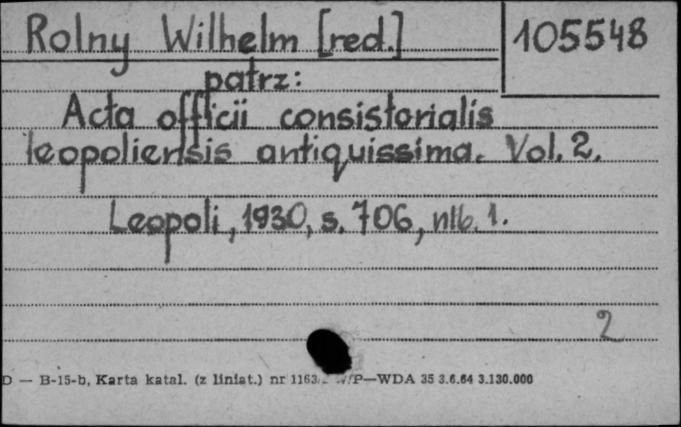 Rolny Wilhelm [red.]
105548
patrz:
Acta officii consistorialis
leopoliensis antiquissima. Vol. 2.
Leopoli, 1930, s. 706, nlb. 1.
2
D — B-15-b, Karta katal. (z liniat.) nr 1163/ W/P—WDA 35 3.6.64 3.130.000